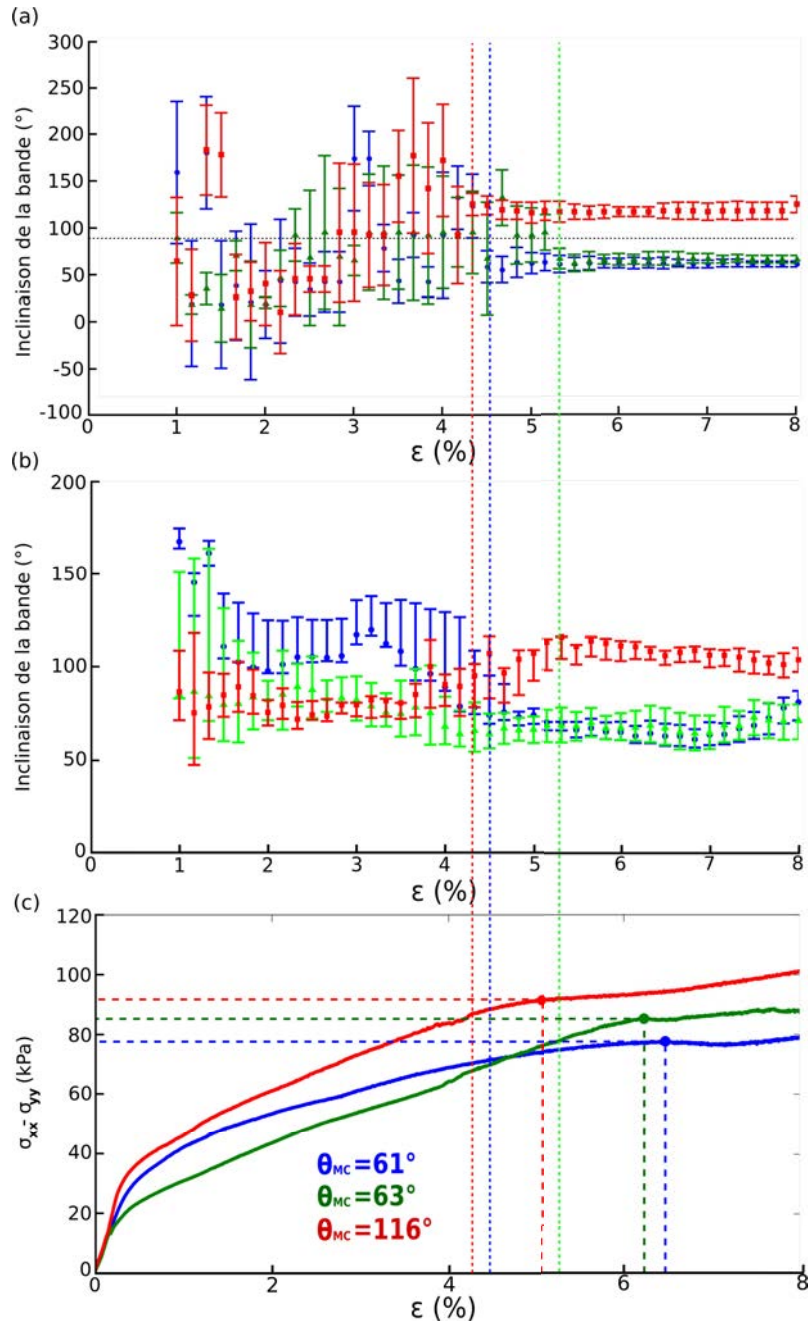 (a)
300
250
200
150
100
50
0
-50
-100
Inclinaison de la bande (°)
0 1 2 3 4 5 6 7 8
ε (%)
(b)
200
150
100
50
0
Inclinaison de la bande (°)
0 1 2 3 4 5 6 7 8
ε (%)
(c)
120
100
80
60
40
20
0
σxx- σyy (kPa)
θMC=61°
θMC=63°
θMC=116°
0 2 4 6 8
ε (%)